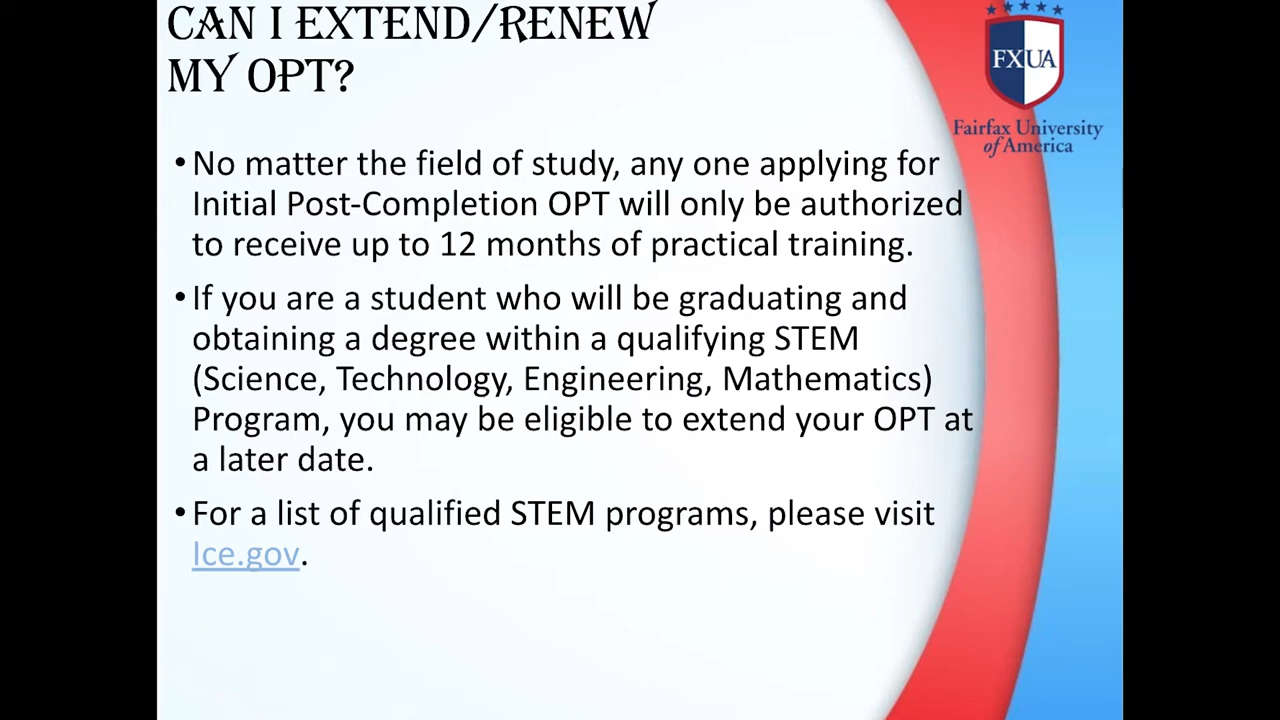 CAN I EXTEND/RENEW
MY OPT?
FXUA
Fairfax University
of America
• No matter the field of study, any one applying for
Initial Post-Completion OPT will only be authorized
to receive up to 12 months of practical training.
• If you are a student who will be graduating and
obtaining a degree within a qualifying STEM
(Science, Technology, Engineering, Mathematics)
Program, you may be eligible to extend your OPT at
a later date.
• For a list of qualified STEM programs, please visit
Ice.gov.